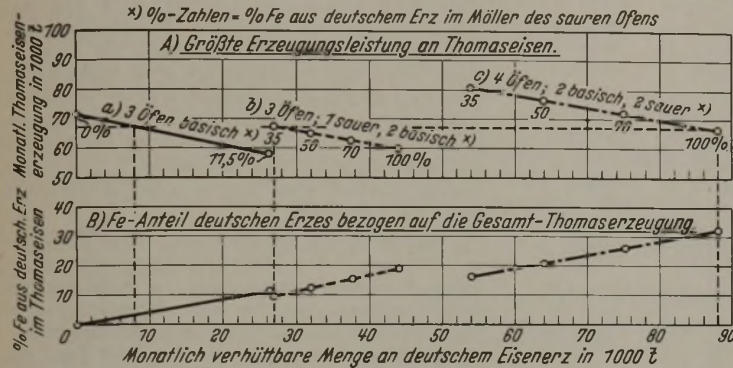 x) %-Zahlen = % Fe aus deutschem Erz im Möller des sauren Ofens
A) Größte Erzeugungsleistung an Thomaseisen.
Monatl. Thomaseisen-
erzeugung in 1000 t
100
90
80
70
60
50
a) 3 Öfen basisch x)
0%
11,5%
b) 3 Öfen; 1 sauer, 2 basisch x)
35
50
70
100%
c) 4 Öfen; 2 basisch, 2 sauer x)
35
50
70
100%
B) Fe-Anteil deutschen Erzes bezogen auf die Gesamt-Thomaserzeugung
% Fe aus deutsch. Erz
im Thomaseisen
40
30
20
10
0
10
20
30
40
50
60
70
80
90
Monatlich verhüttbare Menge an deutschem Eisenerz in 1000 t